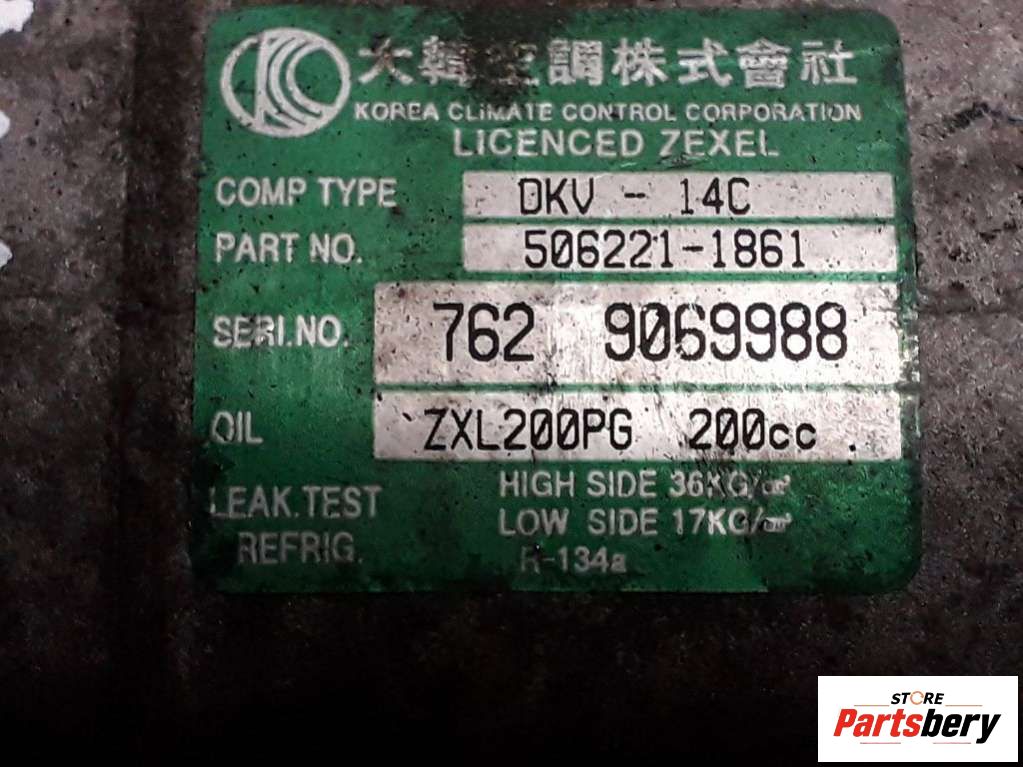 大韓空調株式會社
KOREA CLIMATE CONTROL CORPORATION
LICENCED ZEXEL
COMP TYPE DKV - 14C
PART NO. 506221-1861
SERI.NO. 762 9069988
OIL ZXL200PG 200cc
LEAK.TEST HIGH SIDE 36KG/㎠
LOW SIDE 17KG/㎠
REFRIG. R-134a
STORE
Partsbery